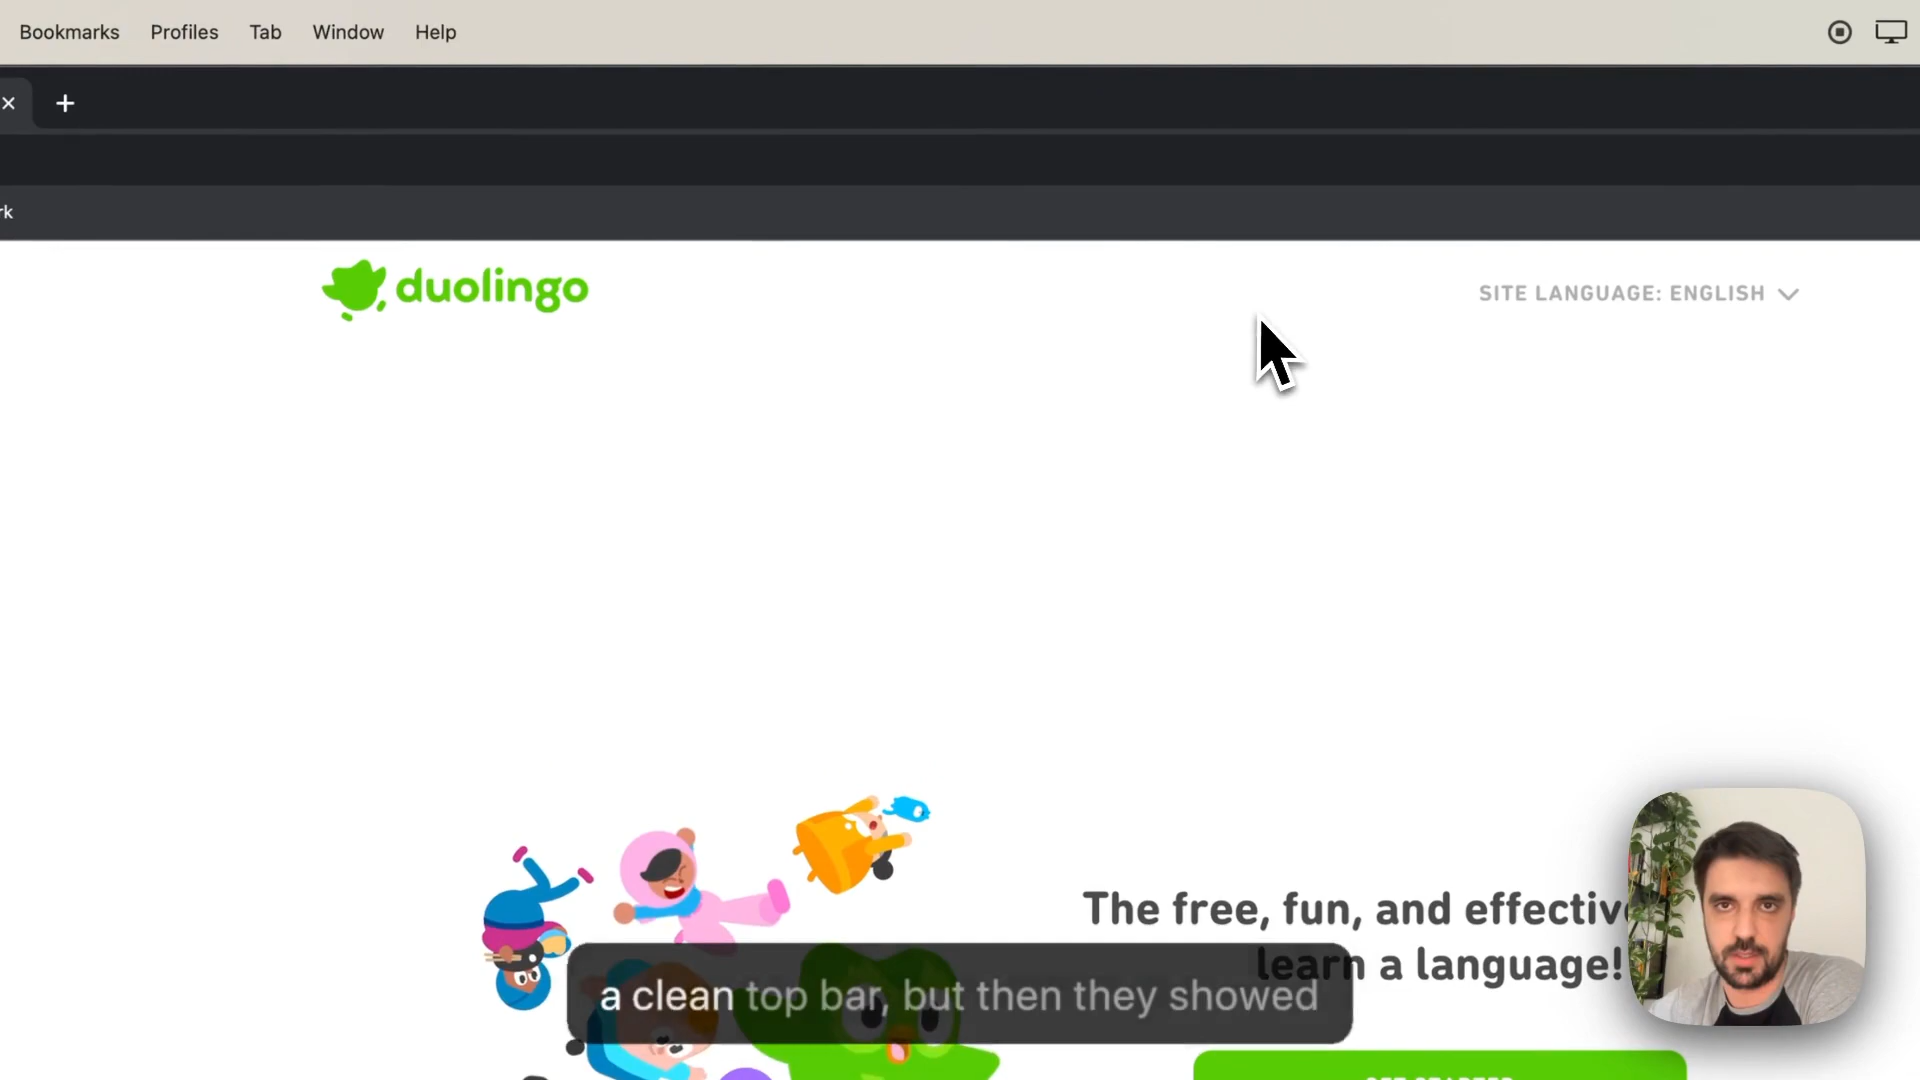 Bookmarks Profiles Tab Window Help
rk
duolingo
SITE LANGUAGE: ENGLISH
The free, fun, and effectiv
learn a language!
a clean top bar, but then they showed